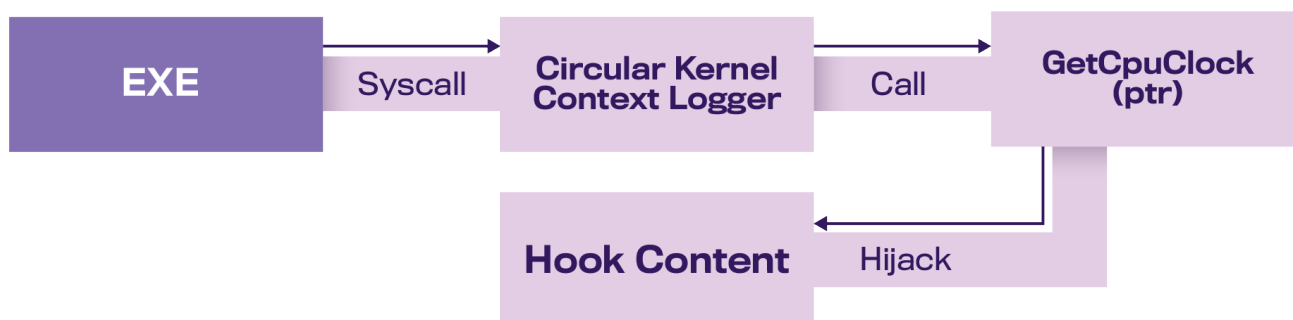 EXE
Syscall
Circular Kernel
Context Logger
Call
GetCpuClock
(ptr)
Hook Content
Hijack